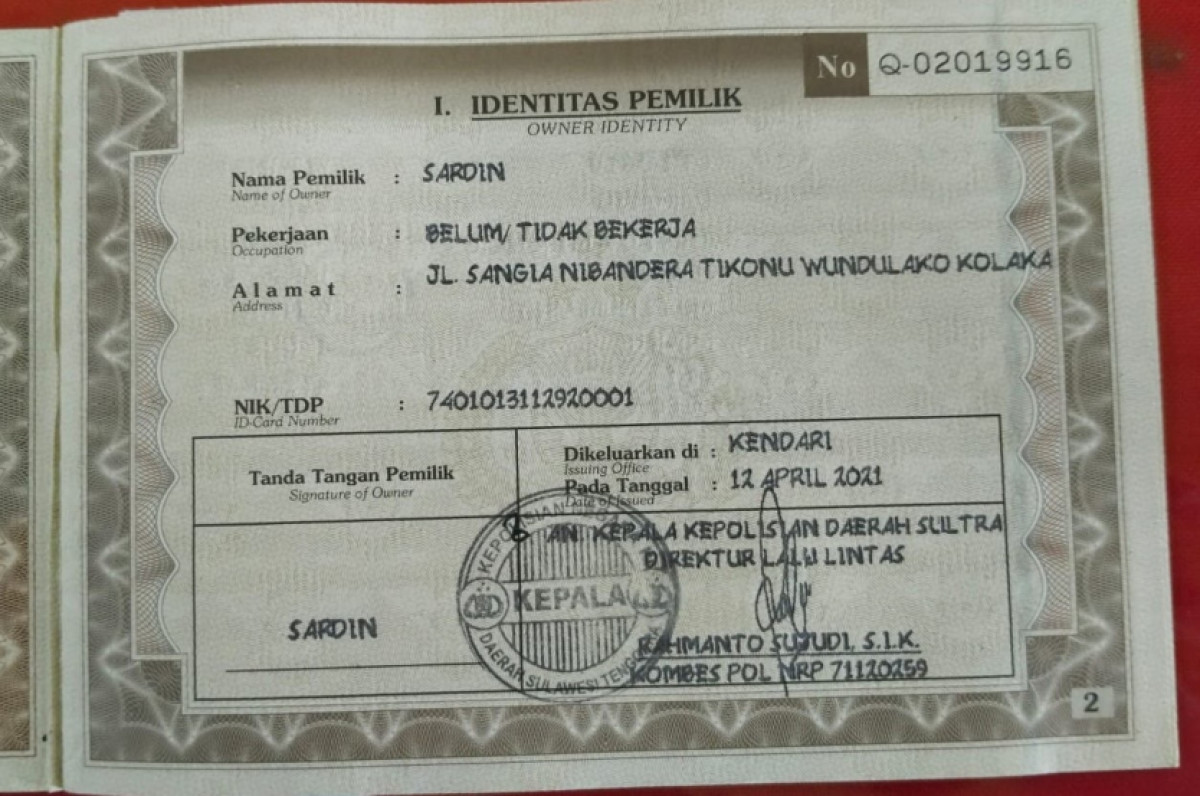 No Q-02019916
I. IDENTITAS PEMILIK
OWNER IDENTITY
Nama Pemilik : SARDIN
Name of Owner
Pekerjaan : BELUM/ TIDAK BEKERJA
Occupation
Alamat : JL. SANGIA NIBANDERA TIKONU WUNDULAKO KOLAKA
Address
NIK/TDP : 7401013112920001
ID-Card Number
Tanda Tangan Pemilik
Signature of Owner
Dikeluarkan di : KENDARI
Issuing Office
Pada Tanggal : 12 APRIL 2021
Date of Issued
AN. KEPALA KEPOLISIAN DAERAH SULTRA
DIREKTUR LALU LINTAS
KEPALA
DAERAH SULAWESI TENGGARA
SARDIN
RAHMANTO SUJUDI, S.I.K.
KOMBES POL NRP 71120259
2